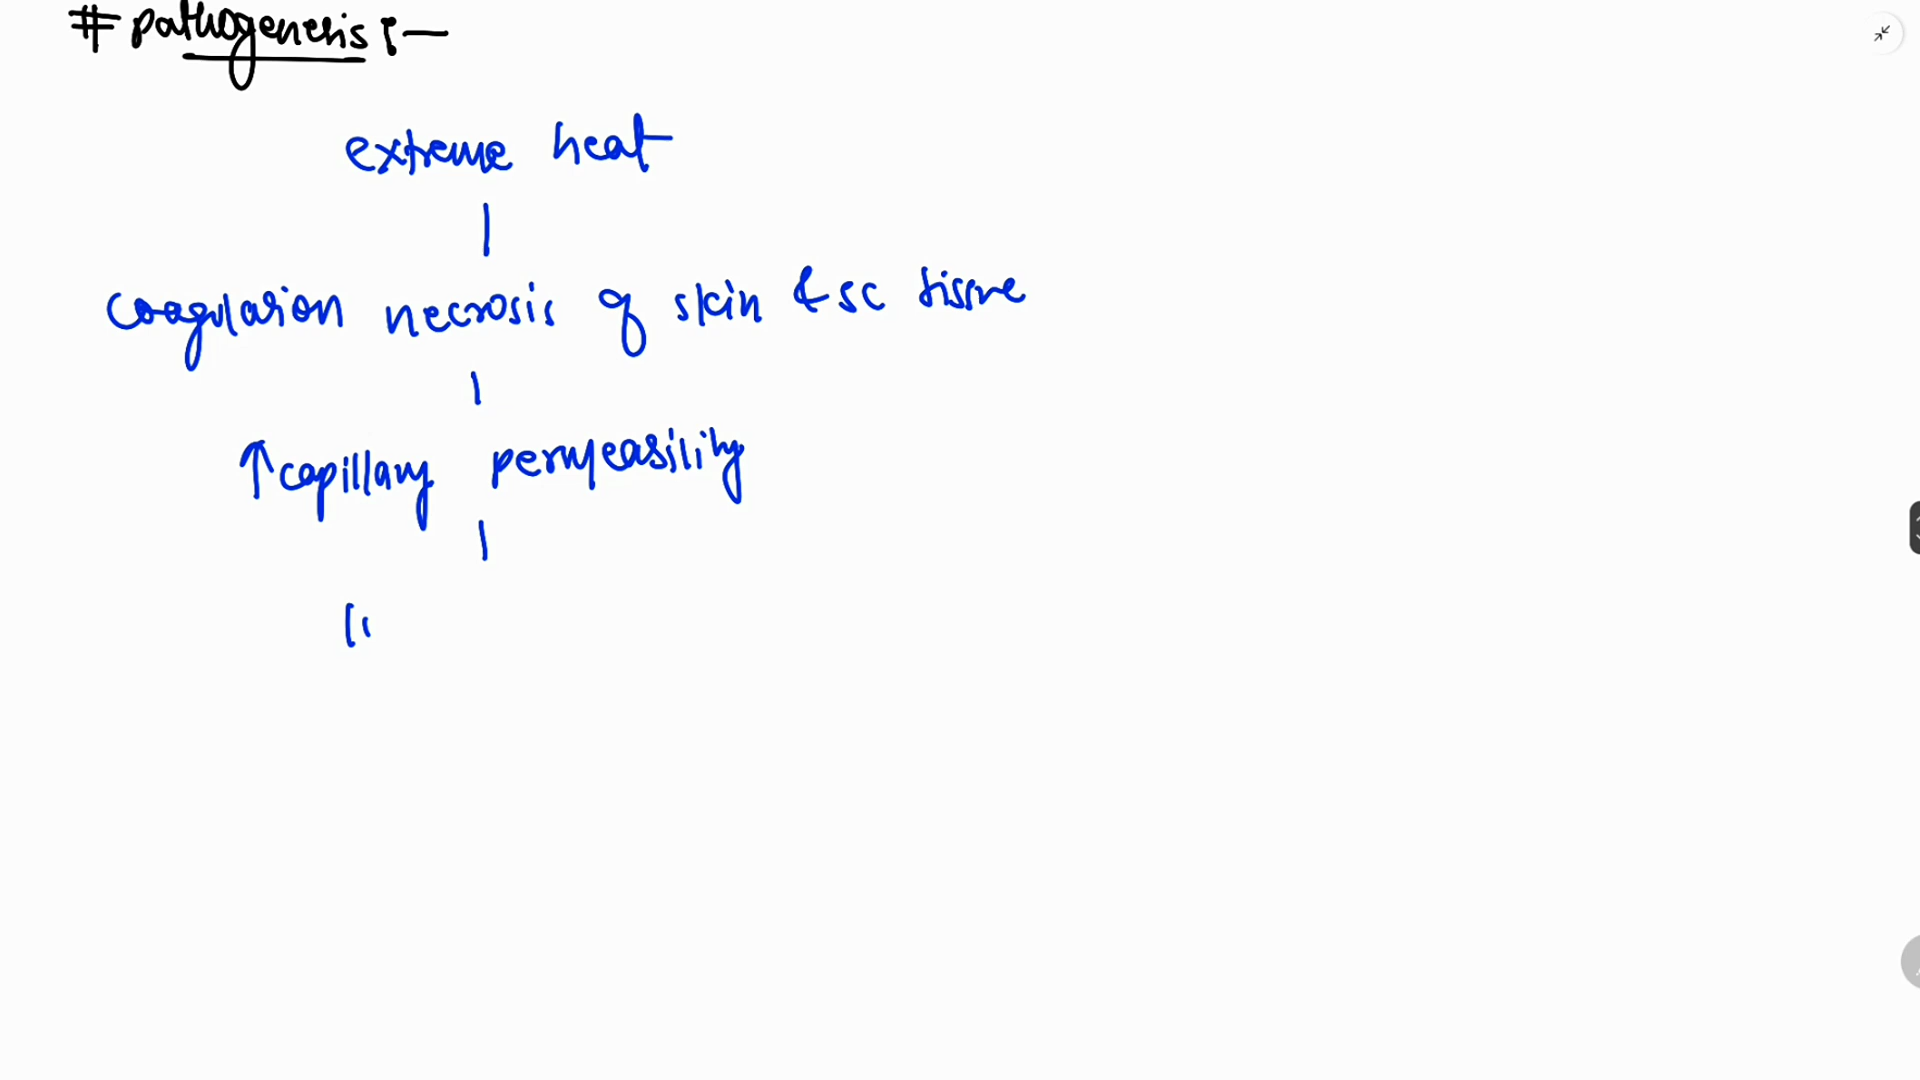 # pathogenesis :-
extreme heat
coagulation necrosis of skin & sc tissue
↑ capillary permeability